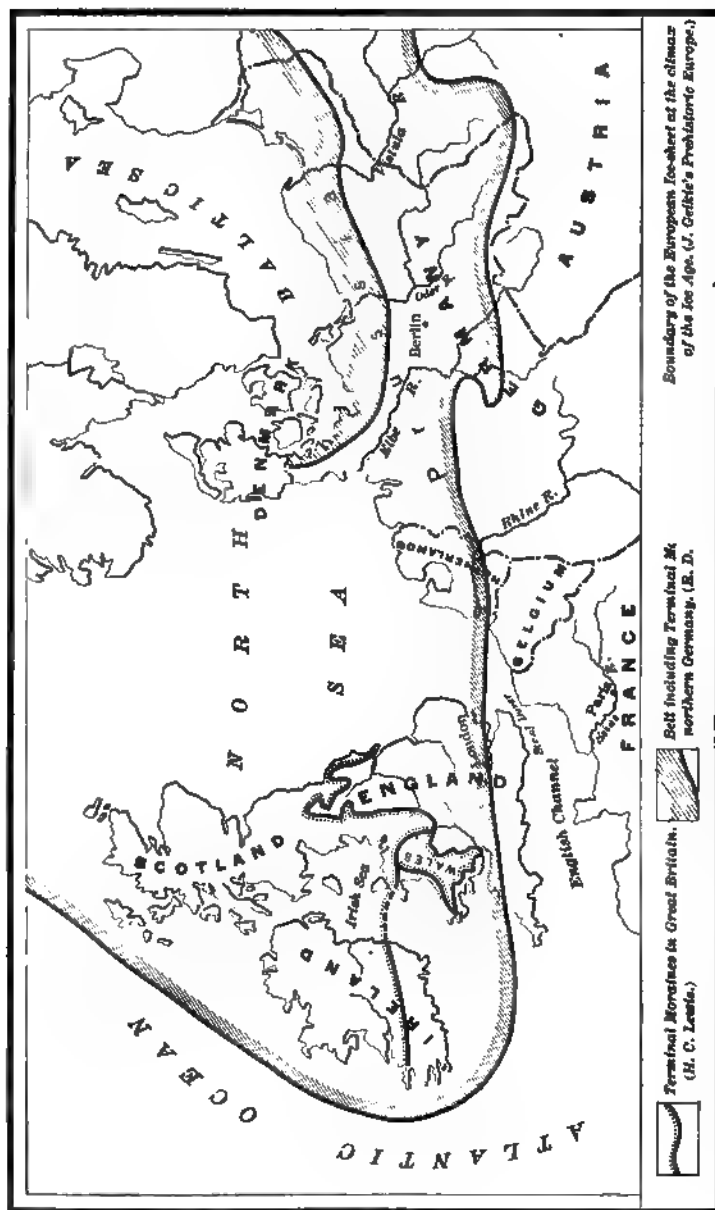 ATLANTIC OCEAN
NORTH SEA
BALTIC SEA
SCOTLAND
IRELAND
Irish Sea
ENGLAND
WALES
London
English Channel
DENMARK
NETHERLANDS
BELGIUM
FRANCE
Paris
Rhine R.
Elbe R.
Berlin
Oder R.
Vistula R.
AUSTRIA
Terminal Moraines in Great Britain.
(H. C. Lewis.)
Belt including Terminal M
northern Germany. (R. D.
Boundary of the European Ice-sheet at the climax
of the Ice Age. (J. Geikie's Prehistoric Europe.)